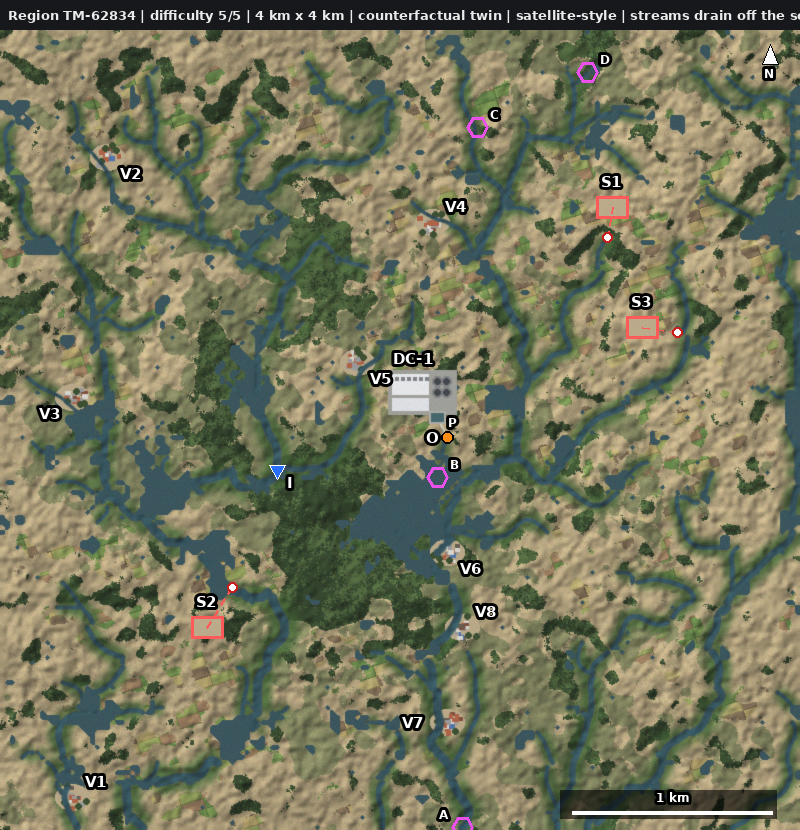 Region TM-62834 | difficulty 5/5 | 4 km x 4 km | counterfactual twin | satellite-style | streams drain off the sc
D
N
C
V2
S1
V4
S3
DC-1
V5
V3
P
O
B
I
V6
S2
V8
V7
V1
1 km
A